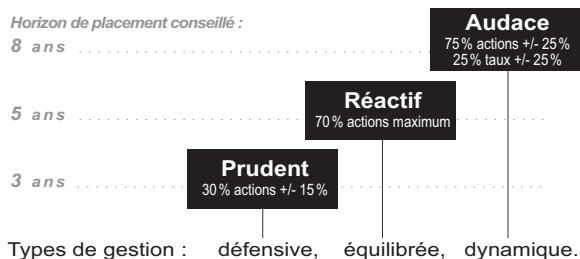 Horizon de placement conseillé :
8 ans
Audace
75% actions +/- 25%
25% taux +/- 25%
5 ans
Réactif
70% actions maximum
3 ans
Prudent
30% actions +/- 15%
Types de gestion : défensive, équilibrée, dynamique.